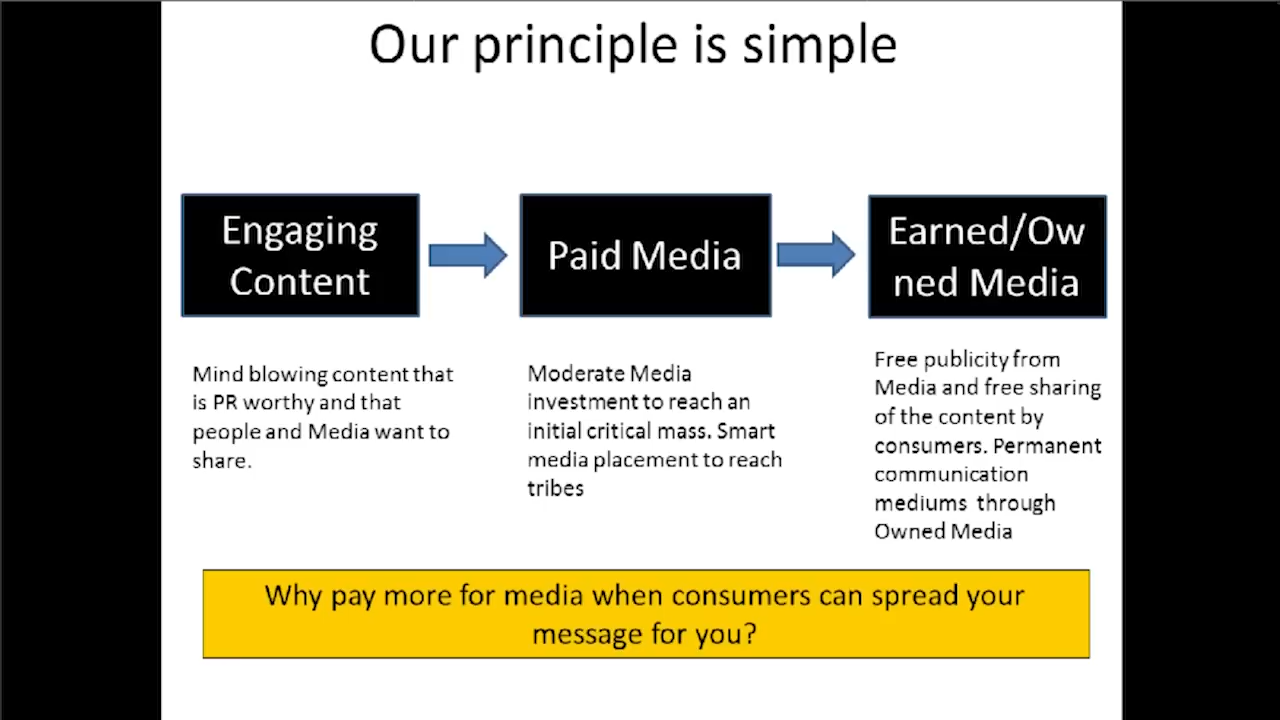 Our principle is simple
Engaging
Content
Paid Media
Earned/Ow
ned Media
Mind blowing content that
is PR worthy and that
people and Media want to
share.
Moderate Media
investment to reach an
initial critical mass. Smart
media placement to reach
tribes
Free publicity from
Media and free sharing
of the content by
consumers. Permanent
communication
mediums through
Owned Media
Why pay more for media when consumers can spread your
message for you?